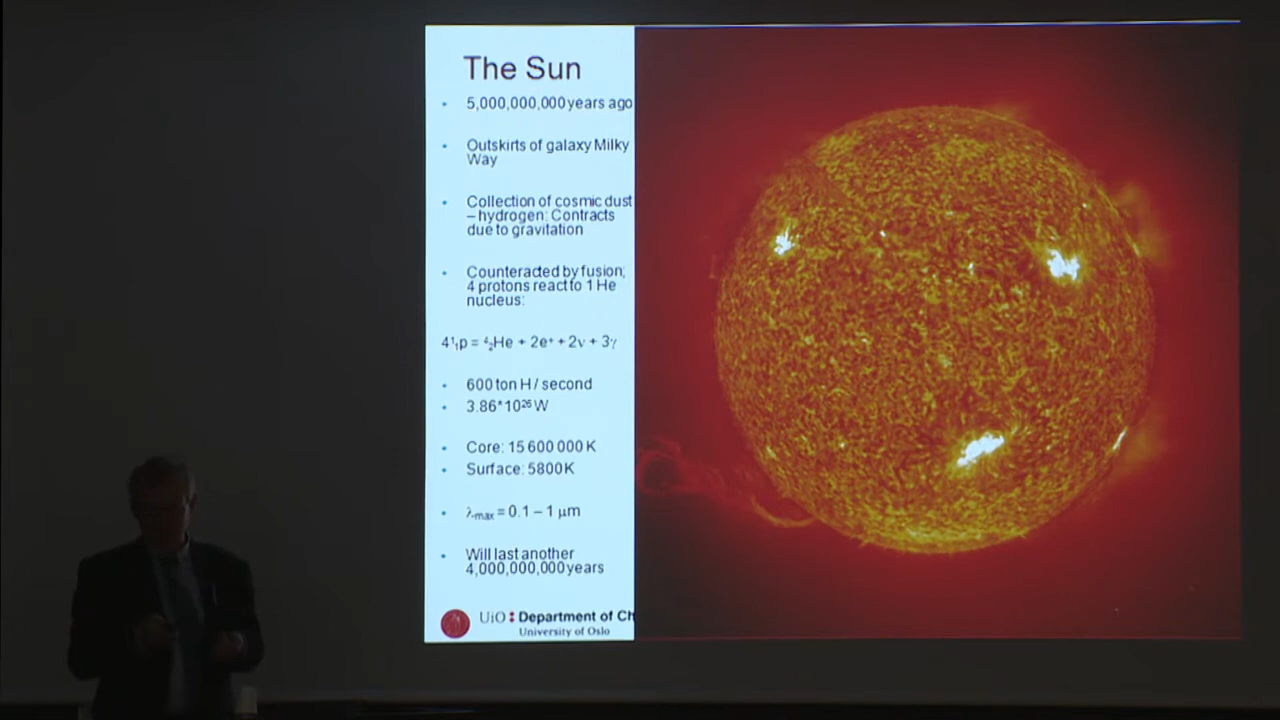 The Sun
• 5,000,000,000 years ago
• Outskirts of galaxy Milky
Way
• Collection of cosmic dust
– hydrogen: Contracts
due to gravitation
• Counteracted by fusion;
4 protons react to 1 He
nucleus:
4¹₁p = ⁴₂He + 2e⁺ + 2ν + 3γ
• 600 ton H / second
• 3.86*10²⁶ W
• Core: 15 600 000 K
• Surface: 5800 K
• λmax = 0.1 – 1 µm
• Will last another
4,000,000,000 years
UiO : Department of Ch
University of Oslo